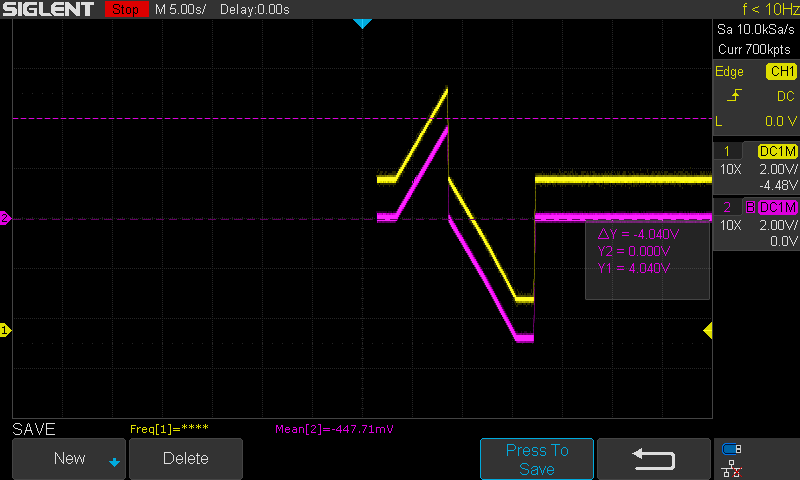 SIGLENT Stop M 5.00s/ Delay:0.00s f < 10Hz
Sa 10.0kSa/s
Curr 700kpts
Edge CH1
DC
L 0.0 V
1 DC1M
10X 2.00V/
-4.48V
2 B DC1M
10X 2.00V/
0.0V
2
△Y = -4.040V
Y2 = 0.000V
Y1 = 4.040V
1
SAVE Freq[1]=**** Mean[2]=-447.71mV
New Delete Press To
Save